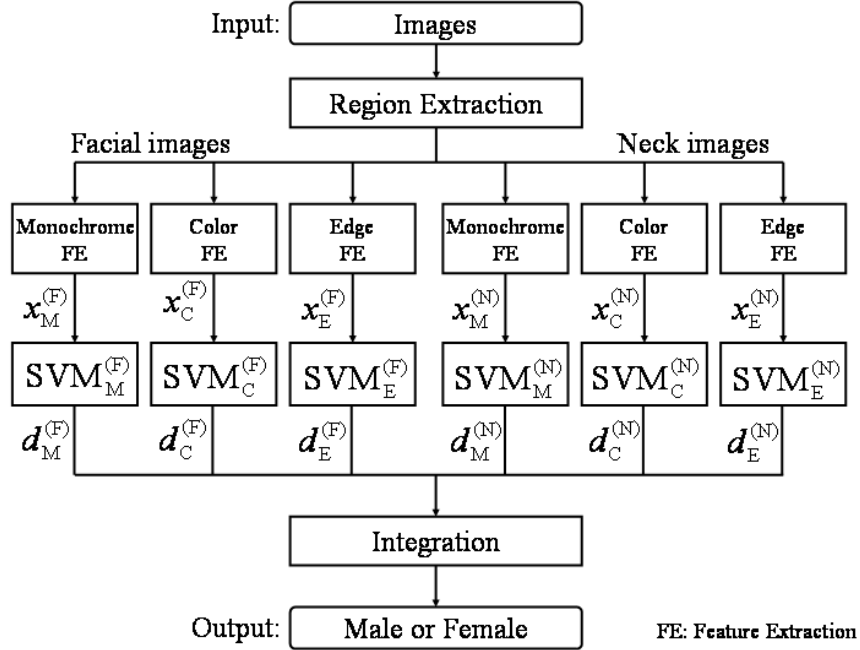 Input: Images
Region Extraction
Facial images Neck images
Monochrome FE Color FE Edge FE Monochrome FE Color FE Edge FE
x_M^(F) x_C^(F) x_E^(F) x_M^(N) x_C^(N) x_E^(N)
SVM_M^(F) SVM_C^(F) SVM_E^(F) SVM_M^(N) SVM_C^(N) SVM_E^(N)
d_M^(F) d_C^(F) d_E^(F) d_M^(N) d_C^(N) d_E^(N)
Integration
Output: Male or Female
FE: Feature Extraction